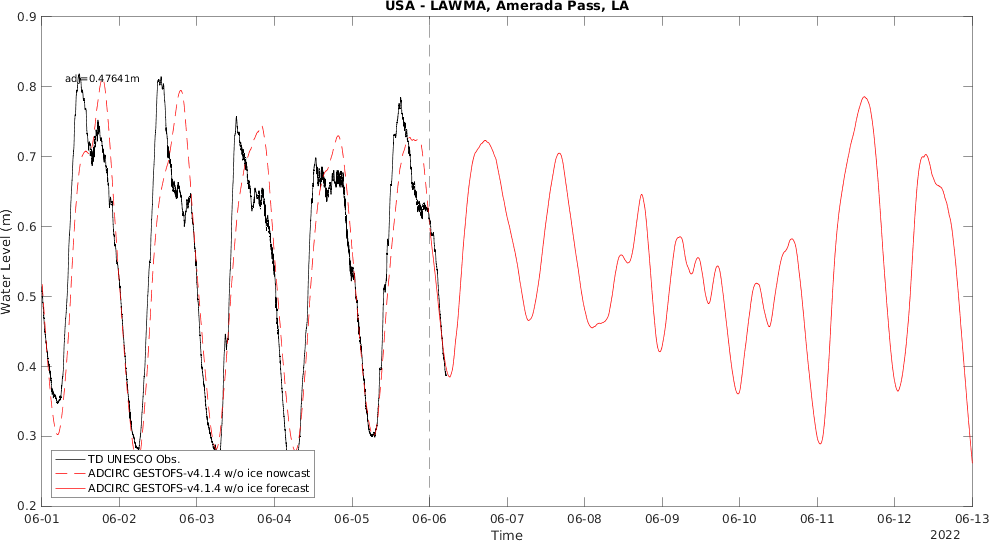 USA - LAWMA, Amerada Pass, LA
0.9
adj=0.47641m
0.8
0.7
0.6
0.5
0.4
0.3
0.2
Water Level (m)
TD UNESCO Obs.
ADCIRC GESTOFS-v4.1.4 w/o ice nowcast
ADCIRC GESTOFS-v4.1.4 w/o ice forecast
06-01 06-02 06-03 06-04 06-05 06-06 06-07 06-08 06-09 06-10 06-11 06-12 06-13
Time
2022